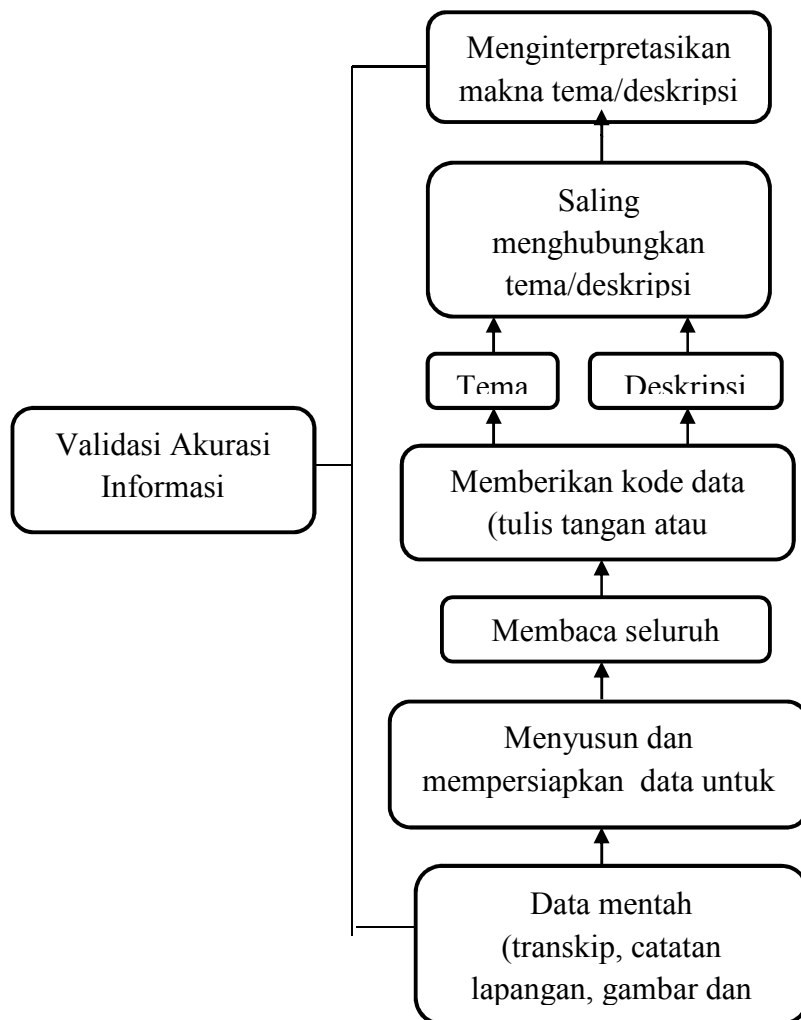 Menginterpretasikan
makna tema/deskripsi
Saling
menghubungkan
tema/deskripsi
Tema
Deskripsi
Validasi Akurasi
Informasi
Memberikan kode data
(tulis tangan atau
Membaca seluruh
Menyusun dan
mempersiapkan data untuk
Data mentah
(transkip, catatan
lapangan, gambar dan